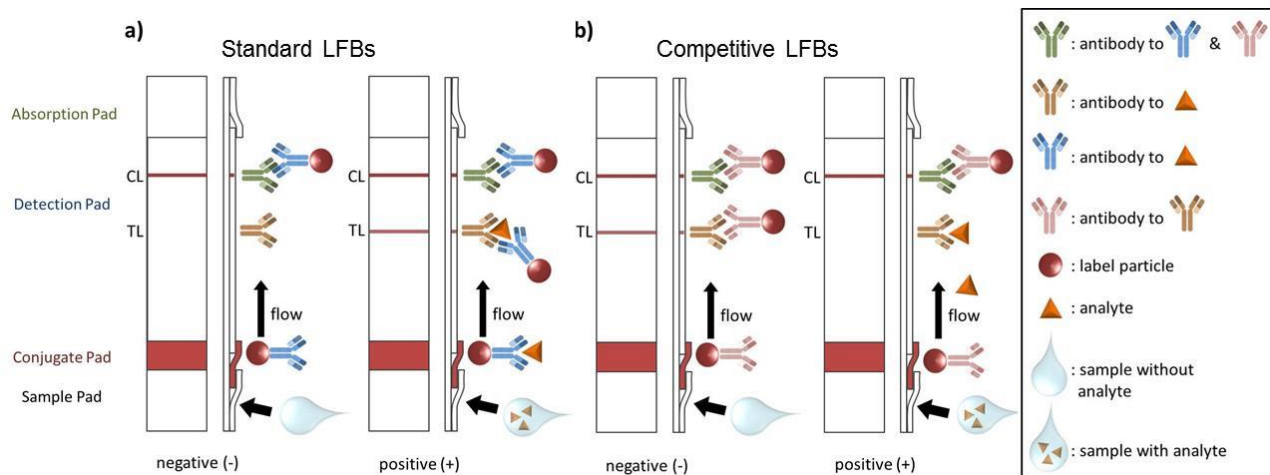 a)
Standard LFBs
b)
Competitive LFBs
Absorption Pad
Detection Pad
Conjugate Pad
Sample Pad
CL
TL
flow
negative (-)
CL
TL
flow
positive (+)
CL
TL
flow
negative (-)
CL
TL
flow
positive (+)
: antibody to &
: antibody to
: antibody to
: antibody to
: label particle
: analyte
: sample without
analyte
: sample with analyte